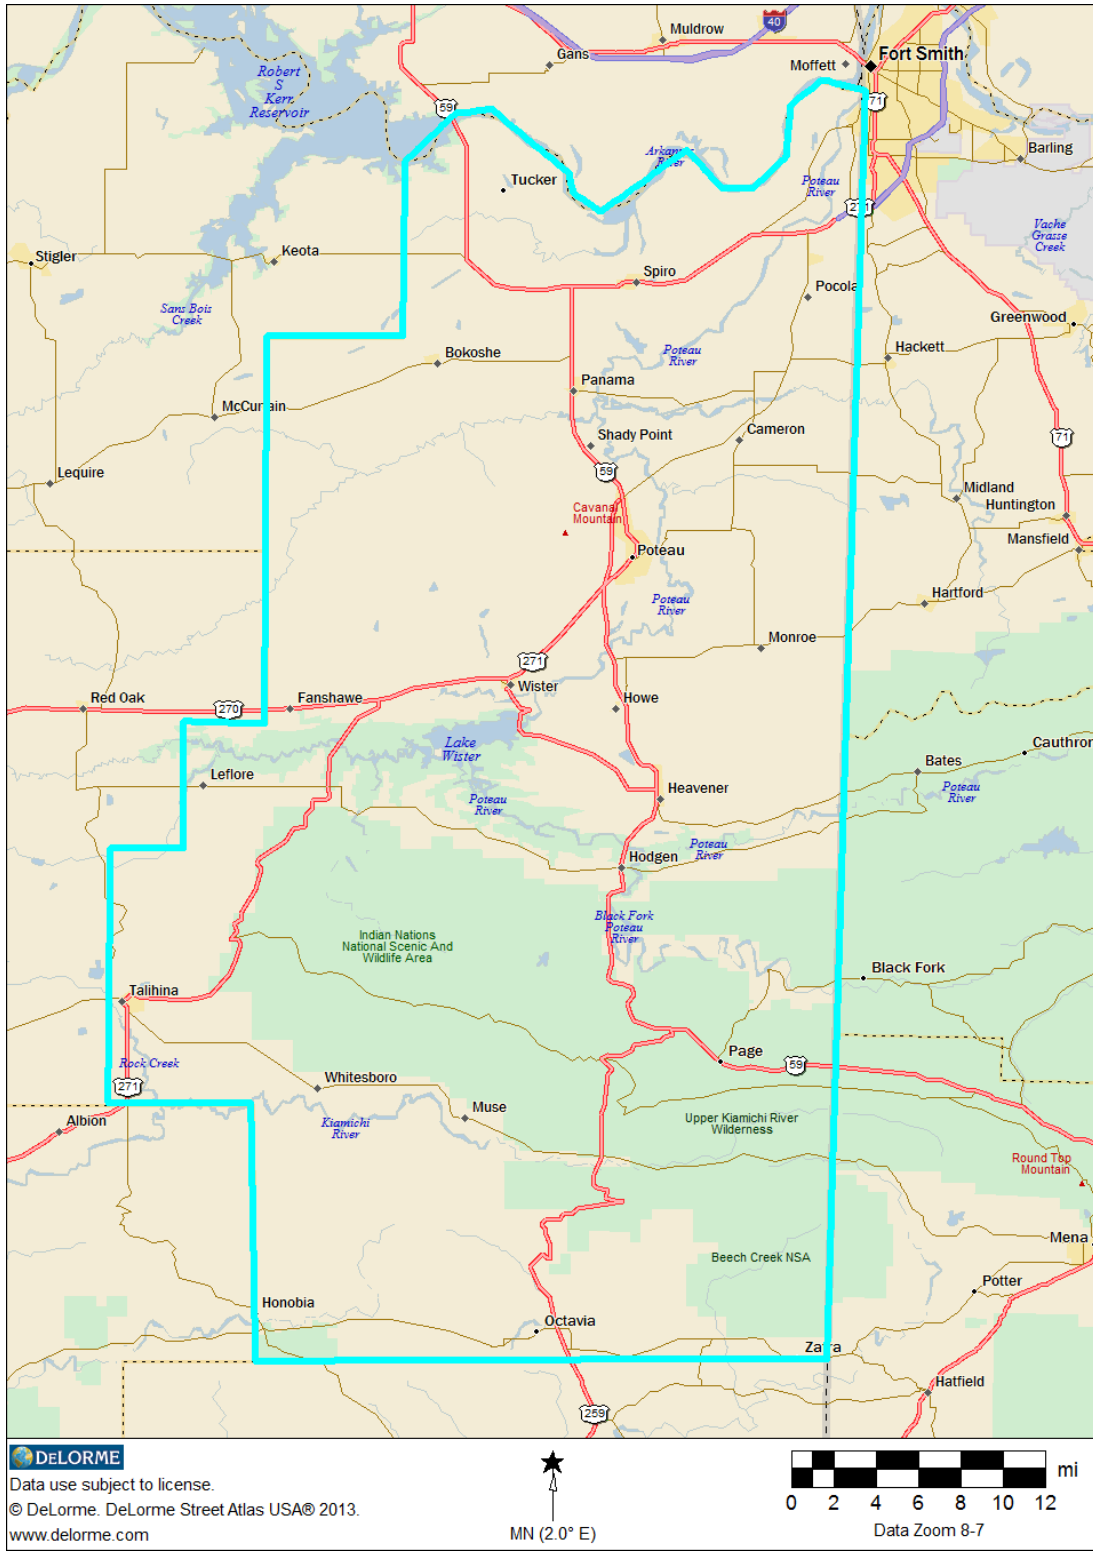 40
Muldrow
Gans
Moffett
Fort Smith
Robert
S
Kerr
Reservoir
59
71
Barling
Arkansas
River
Tucker
Poteau
River
271
Vache
Grasse
Creek
Keota
Stigler
Spiro
Pocola
Sans Bois
Creek
Greenwood
Hackett
Bokoshe
Poteau
River
Panama
McCurtain
Cameron
Shady Point
71
59
Lequire
Midland
Huntington
Cavanal
Mountain
Mansfield
Poteau
Hartford
Poteau
River
Monroe
271
Wister
Red Oak
270
Fanshawe
Howe
Lake
Wister
Cauthron
Bates
Leflore
Heavener
Poteau
River
Poteau
River
Hodgen
Poteau
River
Black Fork
Poteau
River
Indian Nations
National Scenic And
Wildlife Area
Black Fork
Talihina
Page
Rock Creek
59
271
Whitesboro
Muse
Albion
Kiamichi
River
Upper Kiamichi River
Wilderness
Round Top
Mountain
Mena
Beech Creek NSA
Potter
Honobia
Octavia
Zafra
Hatfield
259
DELORME
Data use subject to license.
© DeLorme. DeLorme Street Atlas USA® 2013.
www.delorme.com
MN (2.0° E)
mi
0 2 4 6 8 10 12
Data Zoom 8-7